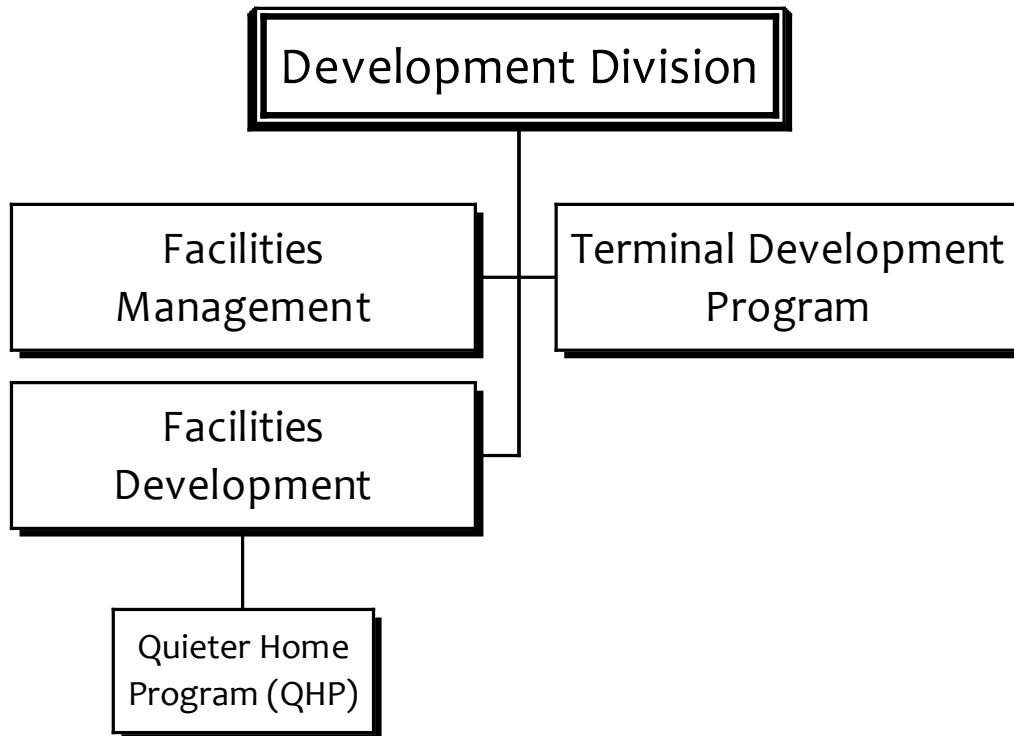 Development Division
Facilities
Management
Terminal Development
Program
Facilities
Development
Quieter Home
Program (QHP)